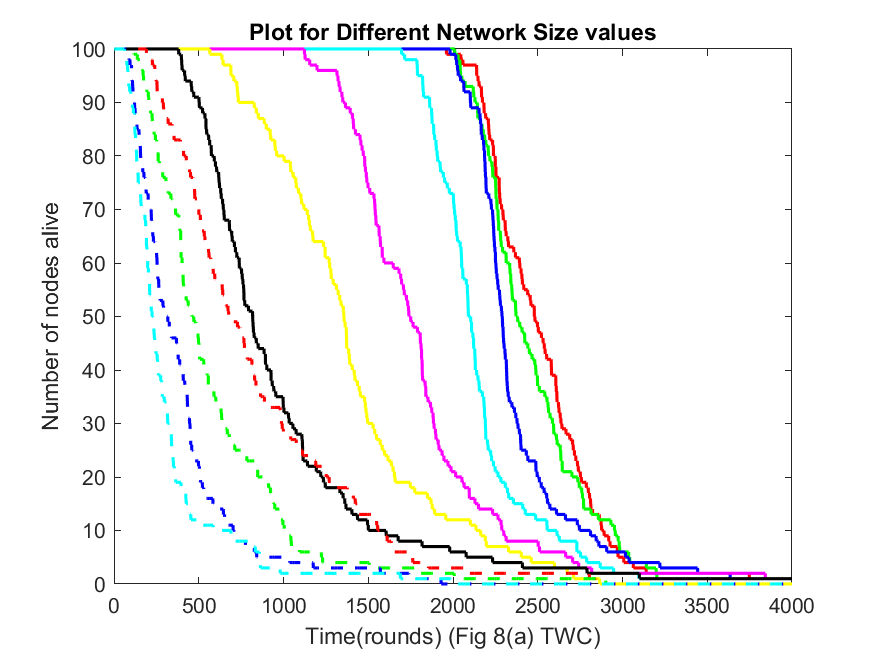 Plot for Different Network Size values
100
90
80
70
60
50
40
30
20
10
0
Number of nodes alive
0 500 1000 1500 2000 2500 3000 3500 4000
Time(rounds) (Fig 8(a) TWC)